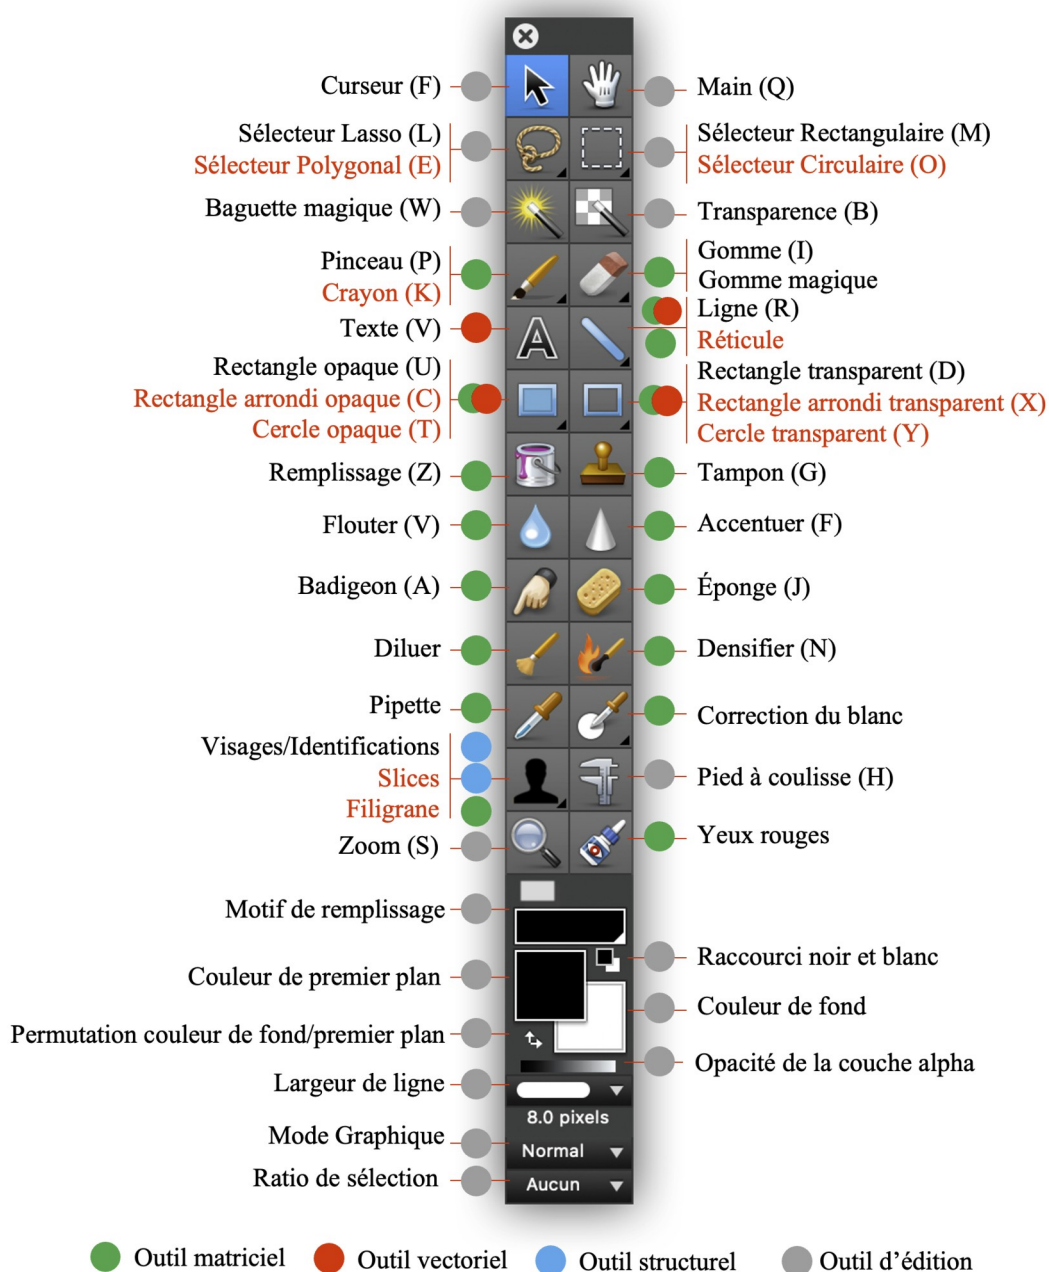 Curseur (F)
Main (Q)
Sélecteur Lasso (L)
Sélecteur Polygonal (E)
Sélecteur Rectangulaire (M)
Sélecteur Circulaire (O)
Baguette magique (W)
Transparence (B)
Pinceau (P)
Crayon (K)
Gomme (I)
Gomme magique
Texte (V)
Ligne (R)
Réticule
Rectangle opaque (U)
Rectangle arrondi opaque (C)
Cercle opaque (T)
Rectangle transparent (D)
Rectangle arrondi transparent (X)
Cercle transparent (Y)
Remplissage (Z)
Tampon (G)
Flouter (V)
Accentuer (F)
Badigeon (A)
Éponge (J)
Diluer
Densifier (N)
Pipette
Correction du blanc
Visages/Identifications
Slices
Filigrane
Pied à coulisse (H)
Zoom (S)
Yeux rouges
Motif de remplissage
Raccourci noir et blanc
Couleur de premier plan
Couleur de fond
Permutation couleur de fond/premier plan
Opacité de la couche alpha
Largeur de ligne
8.0 pixels
Mode Graphique
Normal
Ratio de sélection
Aucun
Outil matriciel
Outil vectoriel
Outil structurel
Outil d’édition